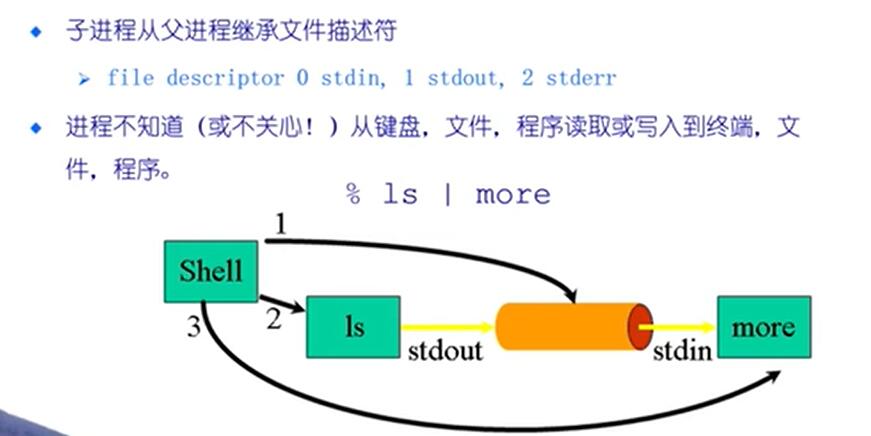 子进程从父进程继承文件描述符
file descriptor 0 stdin, 1 stdout, 2 stderr
进程不知道（或不关心！）从键盘，文件，程序读取或写入到终端，文
件，程序。
% ls | more
1
Shell
2
3
ls
stdout
stdin
more